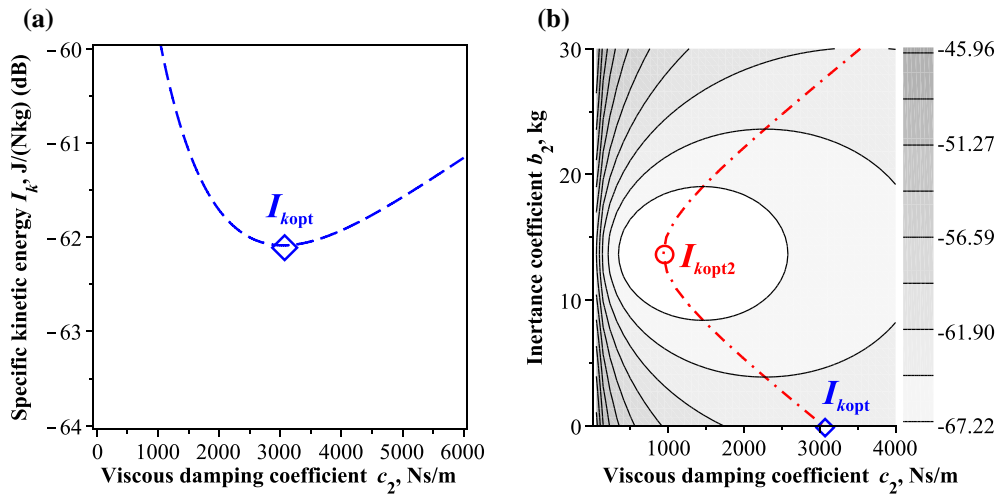 (a)
Specific kinetic energy I_k, J/(Nkg) (dB)
−60
−61
−62
−63
−64
I_kopt
0 1000 2000 3000 4000 5000 6000
Viscous damping coefficient c_2, Ns/m
(b)
Inertance coefficient b_2, kg
30
20
10
0
I_kopt2
I_kopt
1000 2000 3000 4000
Viscous damping coefficient c_2, Ns/m
-45.96
-51.27
-56.59
-61.90
-67.22